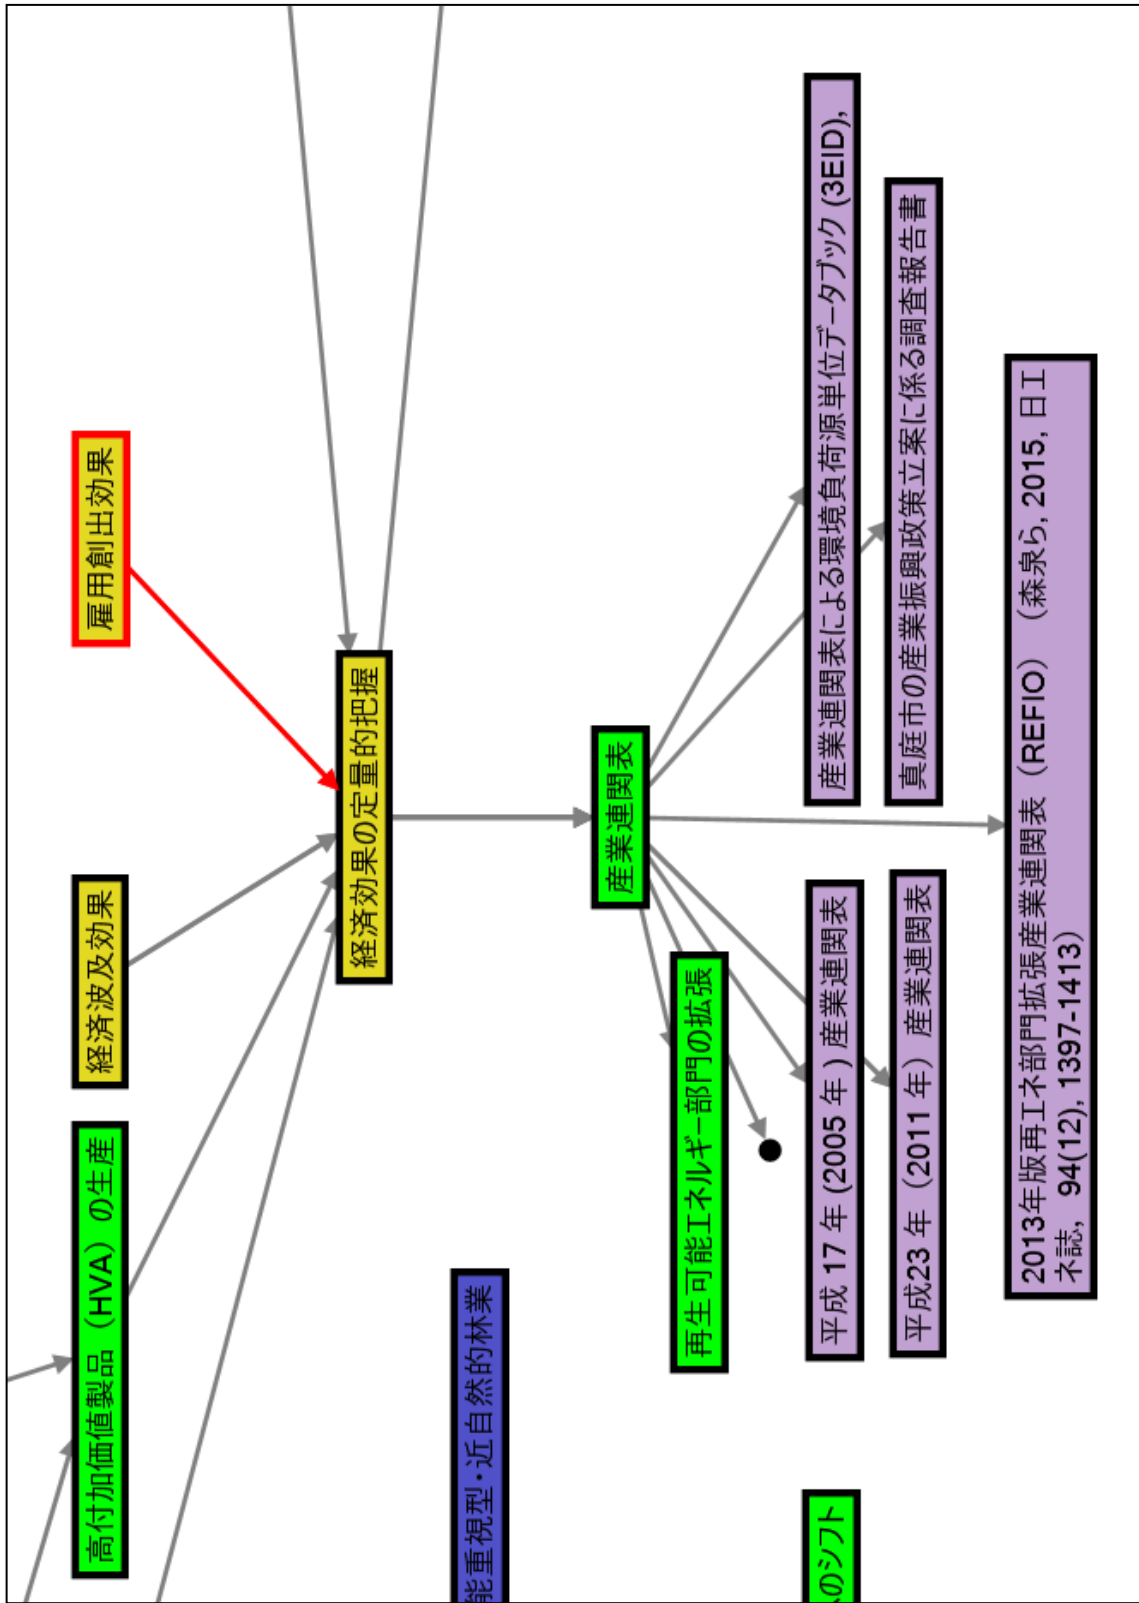 雇用創出効果
経済波及効果
高付加価値製品（HVA）の生産
経済効果の定量的把握
能重視型・近自然的林業
産業連関表
再生可能エネルギー部門の拡張
産業連関表による環境負荷源単位データブック (3EID),
平成 17 年 (2005 年 ) 産業連関表
のシフト
真庭市の産業振興政策立案に係る調査報告書
平成23 年（2011 年）産業連関表
2013年版再エネ部門拡張産業連関表（REFIO）（森泉ら, 2015, 日エ
ネ誌, 94(12), 1397-1413）